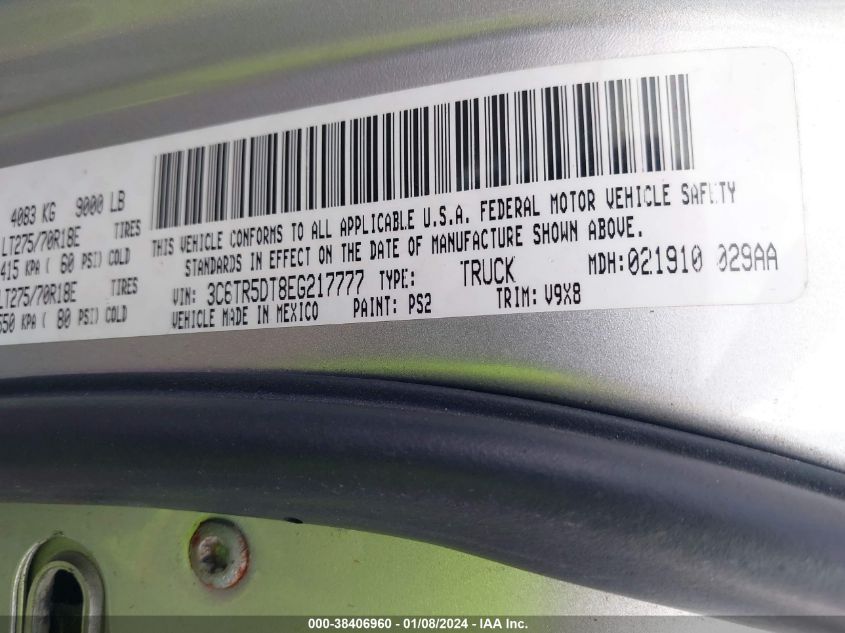 4083 KG 9000 LB
LT275/70R18E TIRES
415 KPA ( 60 PSI) COLD
LT275/70R18E TIRES
550 KPA ( 80 PSI) COLD
THIS VEHICLE CONFORMS TO ALL APPLICABLE U.S.A. FEDERAL MOTOR VEHICLE SAFETY
STANDARDS IN EFFECT ON THE DATE OF MANUFACTURE SHOWN ABOVE.
VIN: 3C6TR5DT8EG217777 TYPE: TRUCK MDH:021910 029AA
VEHICLE MADE IN MEXICO PAINT: PS2 TRIM: V9X8
000-38406960 - 01/08/2024 - IAA Inc.